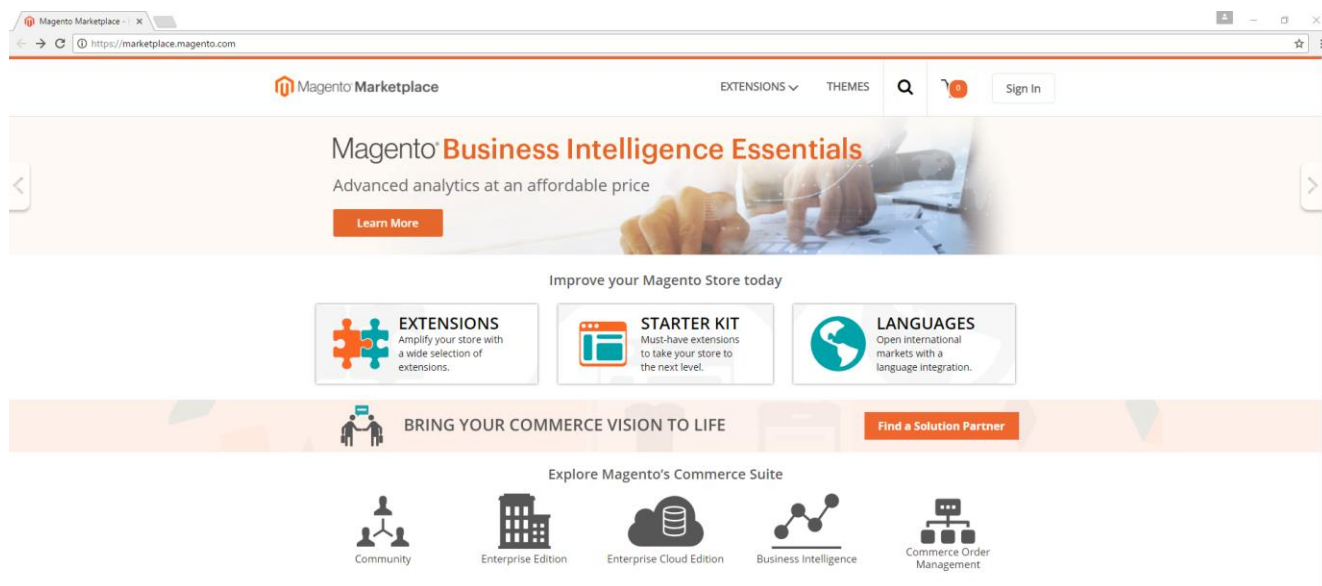 Magento Marketplace -
https://marketplace.magento.com
Magento Marketplace
EXTENSIONS
THEMES
0
Sign In
Magento Business Intelligence Essentials
Advanced analytics at an affordable price
Learn More
Improve your Magento Store today
EXTENSIONS
Amplify your store with
a wide selection of
extensions.
STARTER KIT
Must-have extensions
to take your store to
the next level.
LANGUAGES
Open international
markets with a
language integration.
BRING YOUR COMMERCE VISION TO LIFE
Find a Solution Partner
Explore Magento's Commerce Suite
Community
Enterprise Edition
Enterprise Cloud Edition
Business Intelligence
Commerce Order
Management